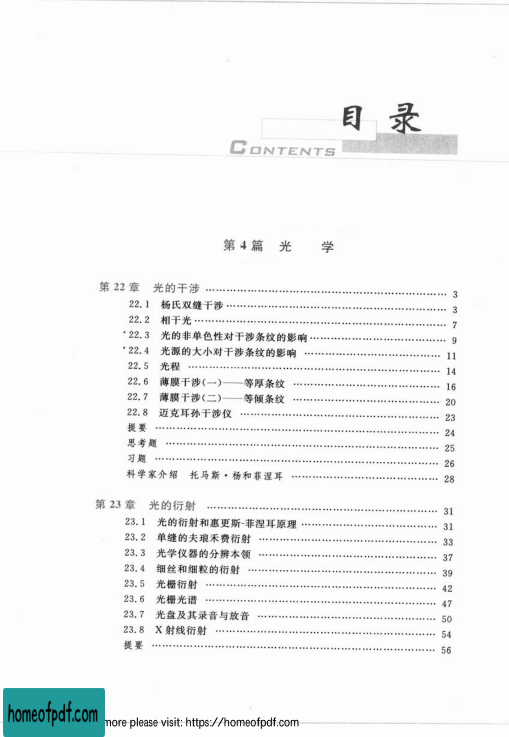 目 录
CONTENTS
第 4 篇 光 学
第 22 章 光的干涉 …… 3
22.1 杨氏双缝干涉 …… 3
22.2 相干光 …… 7
*22.3 光的非单色性对干涉条纹的影响 …… 9
*22.4 光源的大小对干涉条纹的影响 …… 11
22.5 光程 …… 14
22.6 薄膜干涉(一)——等厚条纹 …… 16
22.7 薄膜干涉(二)——等倾条纹 …… 20
22.8 迈克耳孙干涉仪 …… 23
提要 …… 24
思考题 …… 25
习题 …… 26
科学家介绍 托马斯·杨和菲涅耳 …… 28
第 23 章 光的衍射 …… 31
23.1 光的衍射和惠更斯-菲涅耳原理 …… 31
23.2 单缝的夫琅禾费衍射 …… 33
23.3 光学仪器的分辨本领 …… 37
23.4 细丝和细粒的衍射 …… 39
23.5 光栅衍射 …… 42
23.6 光栅光谱 …… 47
23.7 光盘及其录音与放音 …… 50
23.8 X 射线衍射 …… 54
提要 …… 56
homeofpdf.com more please visit: https://homeofpdf.com